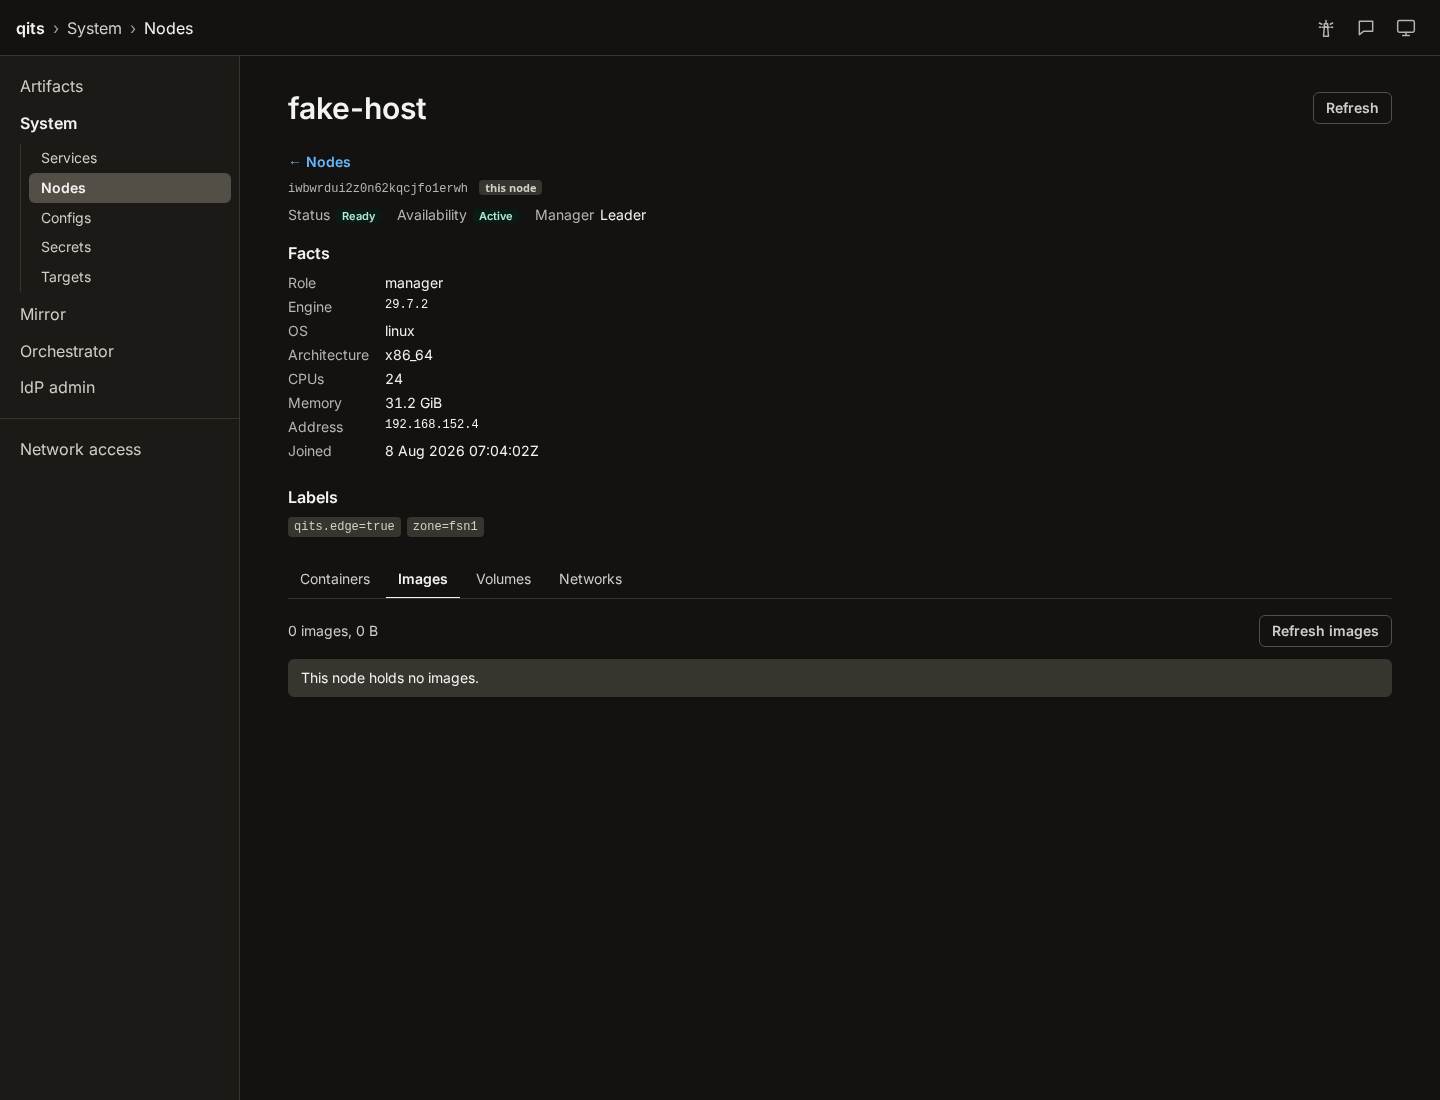 qits › System › Nodes
Artifacts
System
Services
Nodes
Configs
Secrets
Targets
Mirror
Orchestrator
IdP admin
Network access
fake-host
Refresh
← Nodes
iwbwrdui2z0n62kqcjfo1erwh this node
Status Ready Availability Active Manager Leader
Facts
Role manager
Engine 29.7.2
OS linux
Architecture x86_64
CPUs 24
Memory 31.2 GiB
Address 192.168.152.4
Joined 8 Aug 2026 07:04:02Z
Labels
qits.edge=true zone=fsn1
Containers Images Volumes Networks
0 images, 0 B
Refresh images
This node holds no images.